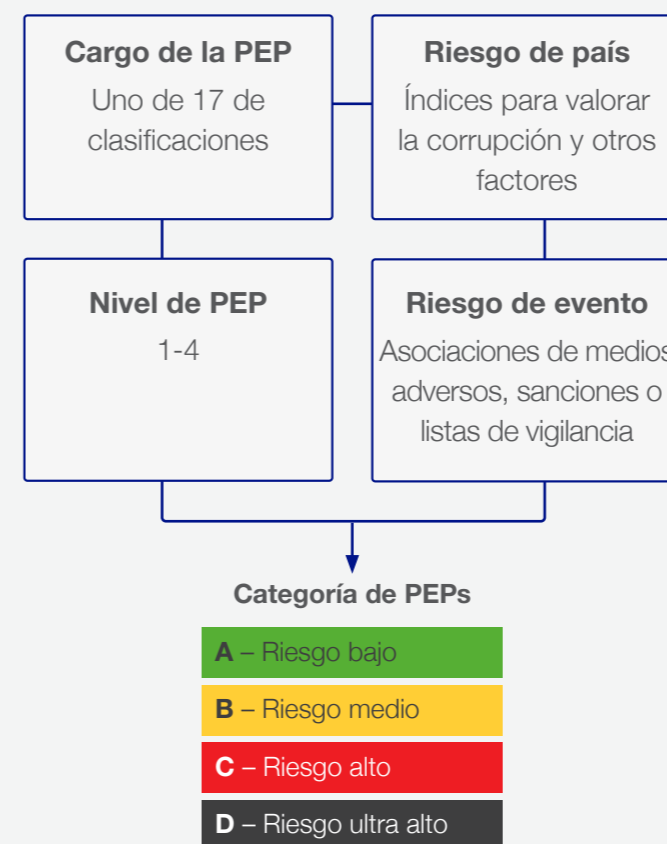 Cargo de la PEP
Uno de 17 de
clasificaciones
Riesgo de país
Índices para valorar
la corrupción y otros
factores
Nivel de PEP
1-4
Riesgo de evento
Asociaciones de medios
adversos, sanciones o
listas de vigilancia
Categoría de PEPs
A – Riesgo bajo
B – Riesgo medio
C – Riesgo alto
D – Riesgo ultra alto